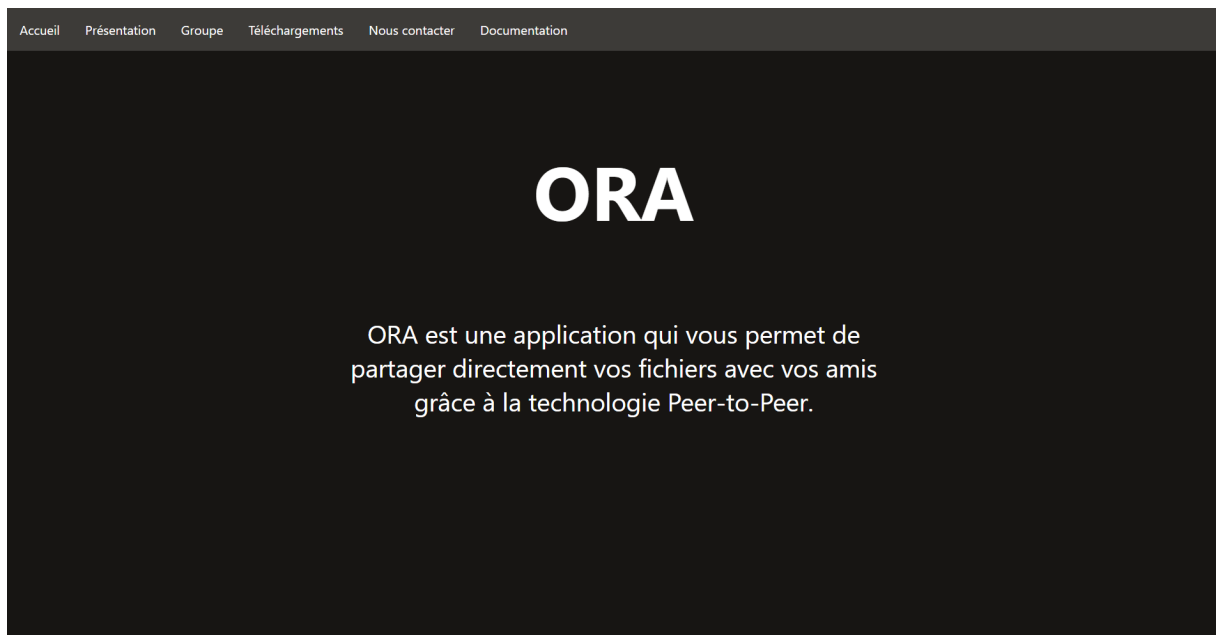 Accueil Présentation Groupe Téléchargements Nous contacter Documentation
ORA
ORA est une application qui vous permet de
partager directement vos fichiers avec vos amis
grâce à la technologie Peer-to-Peer.